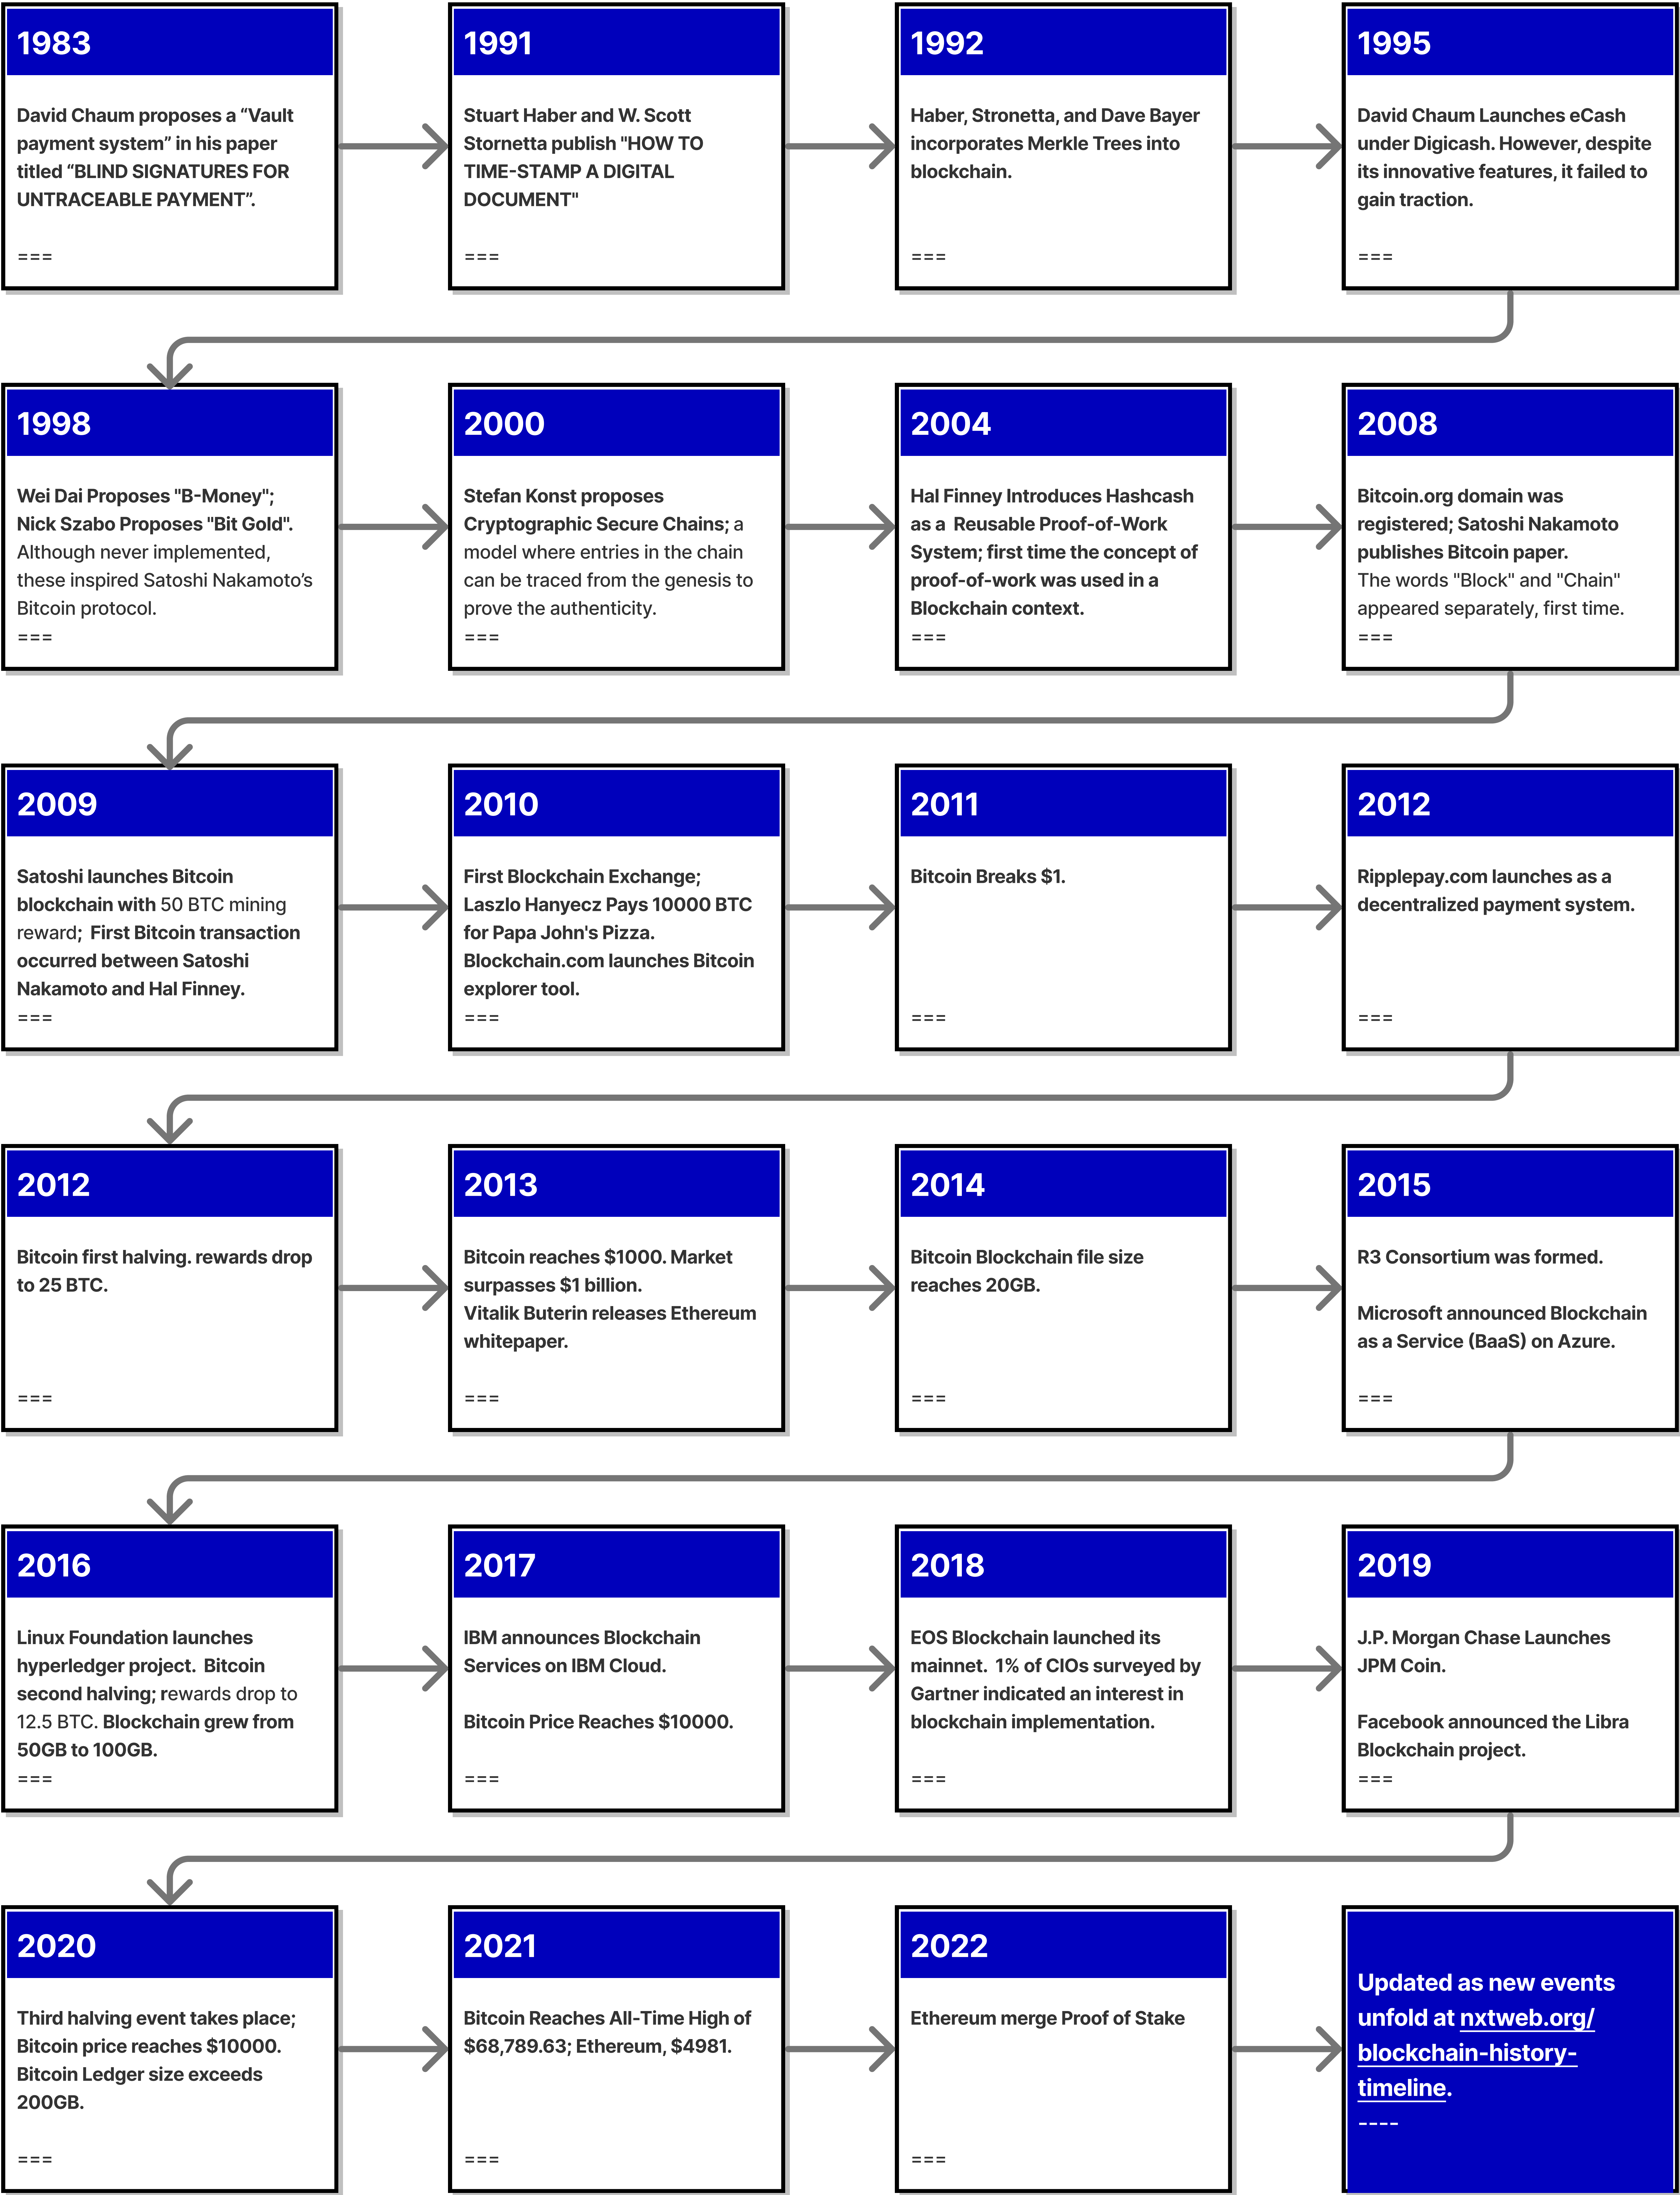 1983
David Chaum proposes a “Vault
payment system” in his paper
titled “BLIND SIGNATURES FOR
UNTRACEABLE PAYMENT”.
===
1991
Stuart Haber and W. Scott
Stornetta publish "HOW TO
TIME-STAMP A DIGITAL
DOCUMENT"
===
1992
Haber, Stronetta, and Dave Bayer
incorporates Merkle Trees into
blockchain.
===
1995
David Chaum Launches eCash
under Digicash. However, despite
its innovative features, it failed to
gain traction.
===
1998
Wei Dai Proposes "B-Money";
Nick Szabo Proposes "Bit Gold".
Although never implemented,
these inspired Satoshi Nakamoto’s
Bitcoin protocol.
===
2000
Stefan Konst proposes
Cryptographic Secure Chains; a
model where entries in the chain
can be traced from the genesis to
prove the authenticity.
===
2004
Hal Finney Introduces Hashcash
as a Reusable Proof-of-Work
System; first time the concept of
proof-of-work was used in a
Blockchain context.
===
2008
Bitcoin.org domain was
registered; Satoshi Nakamoto
publishes Bitcoin paper.
The words "Block" and "Chain"
appeared separately, first time.
===
2009
Satoshi launches Bitcoin
blockchain with 50 BTC mining
reward; First Bitcoin transaction
occurred between Satoshi
Nakamoto and Hal Finney.
===
2010
First Blockchain Exchange;
Laszlo Hanyecz Pays 10000 BTC
for Papa John's Pizza.
Blockchain.com launches Bitcoin
explorer tool.
===
2011
Bitcoin Breaks $1.
===
2012
Ripplepay.com launches as a
decentralized payment system.
===
2012
Bitcoin first halving. rewards drop
to 25 BTC.
===
2013
Bitcoin reaches $1000. Market
surpasses $1 billion.
Vitalik Buterin releases Ethereum
whitepaper.
===
2014
Bitcoin Blockchain file size
reaches 20GB.
===
2015
R3 Consortium was formed.
Microsoft announced Blockchain
as a Service (BaaS) on Azure.
===
2016
Linux Foundation launches
hyperledger project. Bitcoin
second halving; rewards drop to
12.5 BTC. Blockchain grew from
50GB to 100GB.
===
2017
IBM announces Blockchain
Services on IBM Cloud.
Bitcoin Price Reaches $10000.
===
2018
EOS Blockchain launched its
mainnet. 1% of CIOs surveyed by
Gartner indicated an interest in
blockchain implementation.
===
2019
J.P. Morgan Chase Launches
JPM Coin.
Facebook announced the Libra
Blockchain project.
===
2020
Third halving event takes place;
Bitcoin price reaches $10000.
Bitcoin Ledger size exceeds
200GB.
===
2021
Bitcoin Reaches All-Time High of
$68,789.63; Ethereum, $4981.
===
2022
Ethereum merge Proof of Stake
===
Updated as new events
unfold at nxtweb.org/
blockchain-history-
timeline.
----